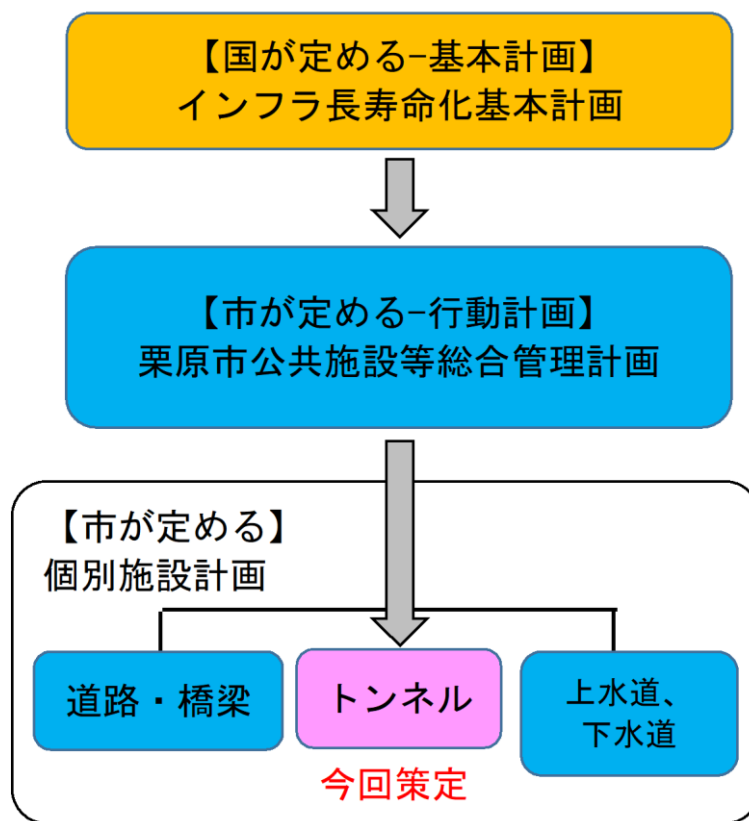 【国が定める-基本計画】
インフラ長寿命化基本計画
【市が定める-行動計画】
栗原市公共施設等総合管理計画
【市が定める】
個別施設計画
道路・橋梁
トンネル
上水道、
下水道
今回策定